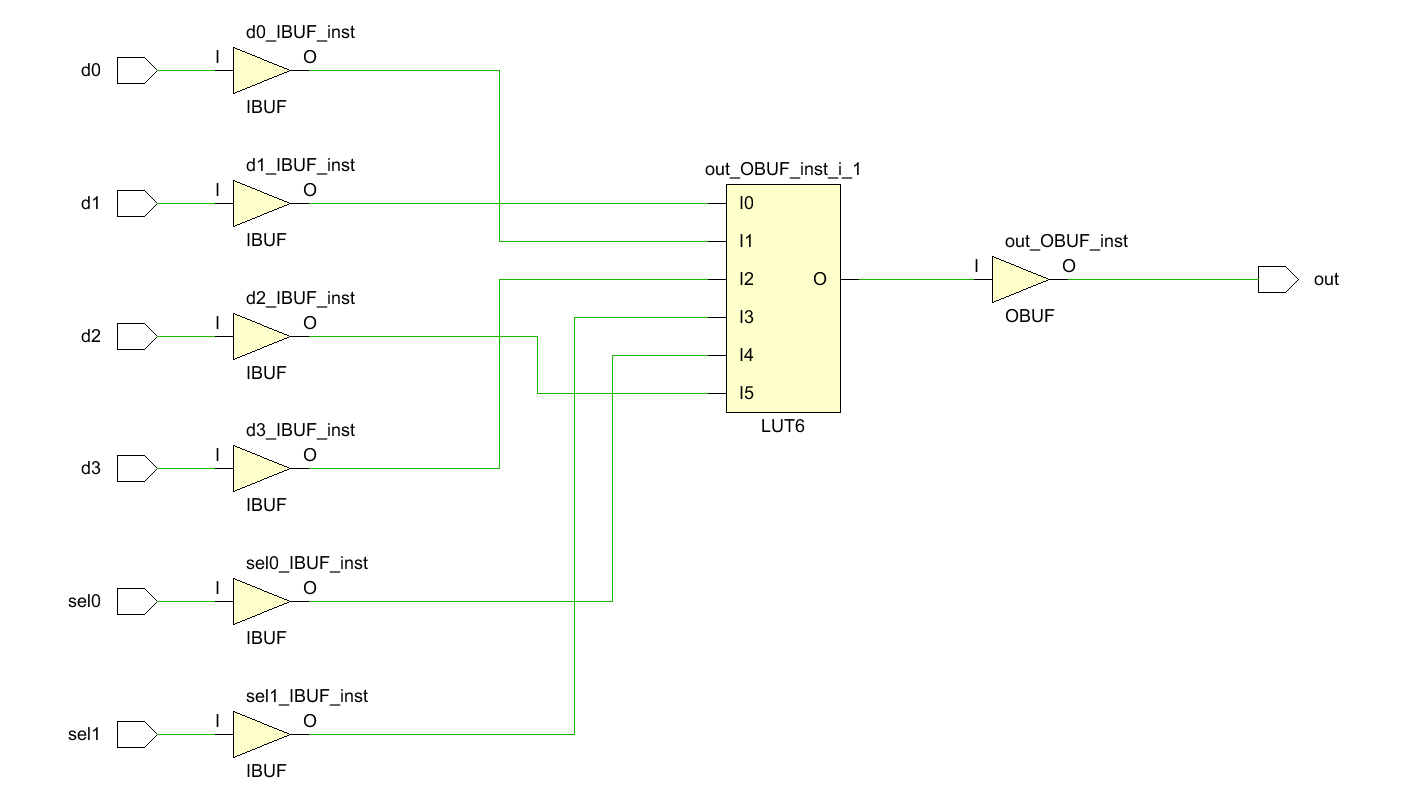 d0_IBUF_inst
I
O
d0
IBUF
d1_IBUF_inst
I
O
d1
IBUF
d2_IBUF_inst
I
O
d2
IBUF
d3_IBUF_inst
I
O
d3
IBUF
sel0_IBUF_inst
I
O
sel0
IBUF
sel1_IBUF_inst
I
O
sel1
IBUF
out_OBUF_inst_i_1
I0
I1
I2
I3
I4
I5
O
LUT6
out_OBUF_inst
I
O
OBUF
out